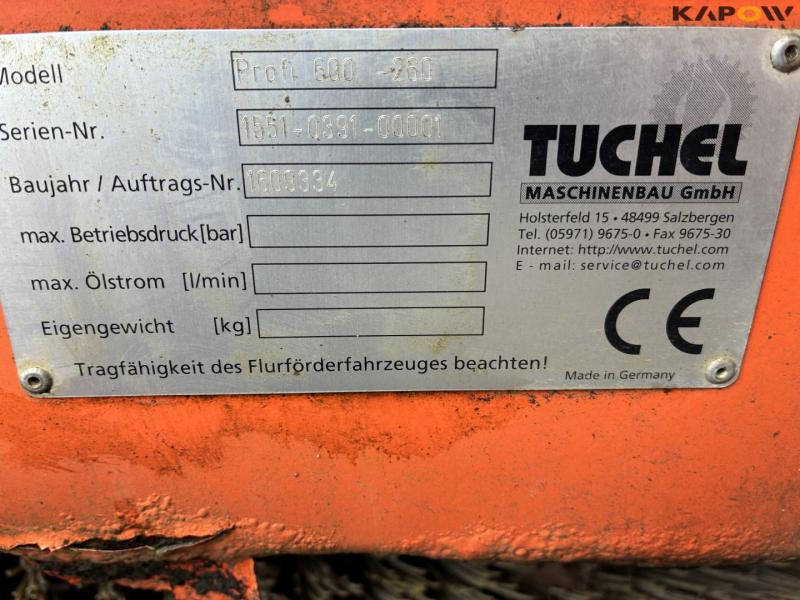 KAPOW
Modell Profi 600 -260
Serien-Nr. 1551-0391-00001
Baujahr / Auftrags-Nr. 1609334
max. Betriebsdruck [bar]
max. Ölstrom [l/min]
Eigengewicht [kg]
Tragfähigkeit des Flurförderfahrzeuges beachten!
TUCHEL
MASCHINENBAU GmbH
Holsterfeld 15 • 48499 Salzbergen
Tel. (05971) 9675-0 • Fax 9675-30
Internet: http://www.tuchel.com
E - mail: service@tuchel.com
CE
Made in Germany